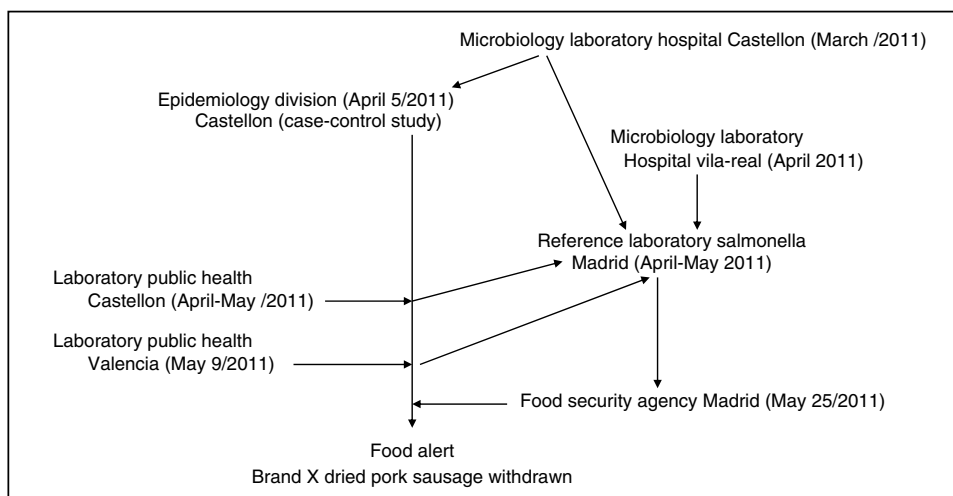 Microbiology laboratory hospital Castellon (March /2011)
Epidemiology division (April 5/2011)
Castellon (case-control study)
Microbiology laboratory
Hospital vila-real (April 2011)
Reference laboratory salmonella
Madrid (April-May 2011)
Laboratory public health
Castellon (April-May /2011)
Laboratory public health
Valencia (May 9/2011)
Food security agency Madrid (May 25/2011)
Food alert
Brand X dried pork sausage withdrawn